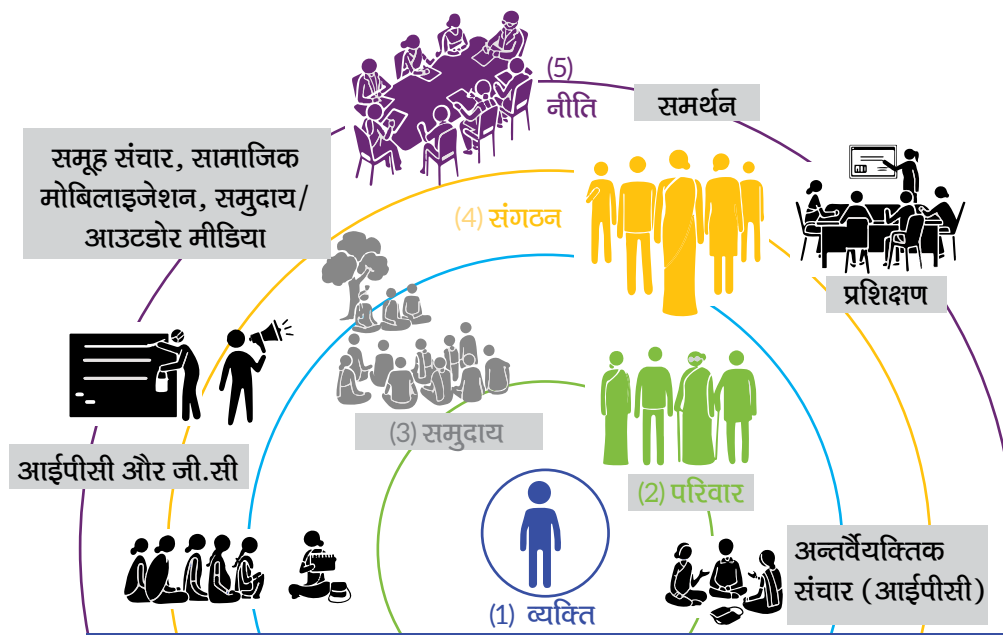 (5)
नीति
समर्थन
समूह संचार, सामाजिक
मोबिलाइजेशन, समुदाय/
आउटडोर मीडिया
(4) संगठन
प्रशिक्षण
(3) समुदाय
आईपीसी और जी.सी
(2) परिवार
अन्तर्वैयक्तिक
संचार (आईपीसी)
(1) व्यक्ति